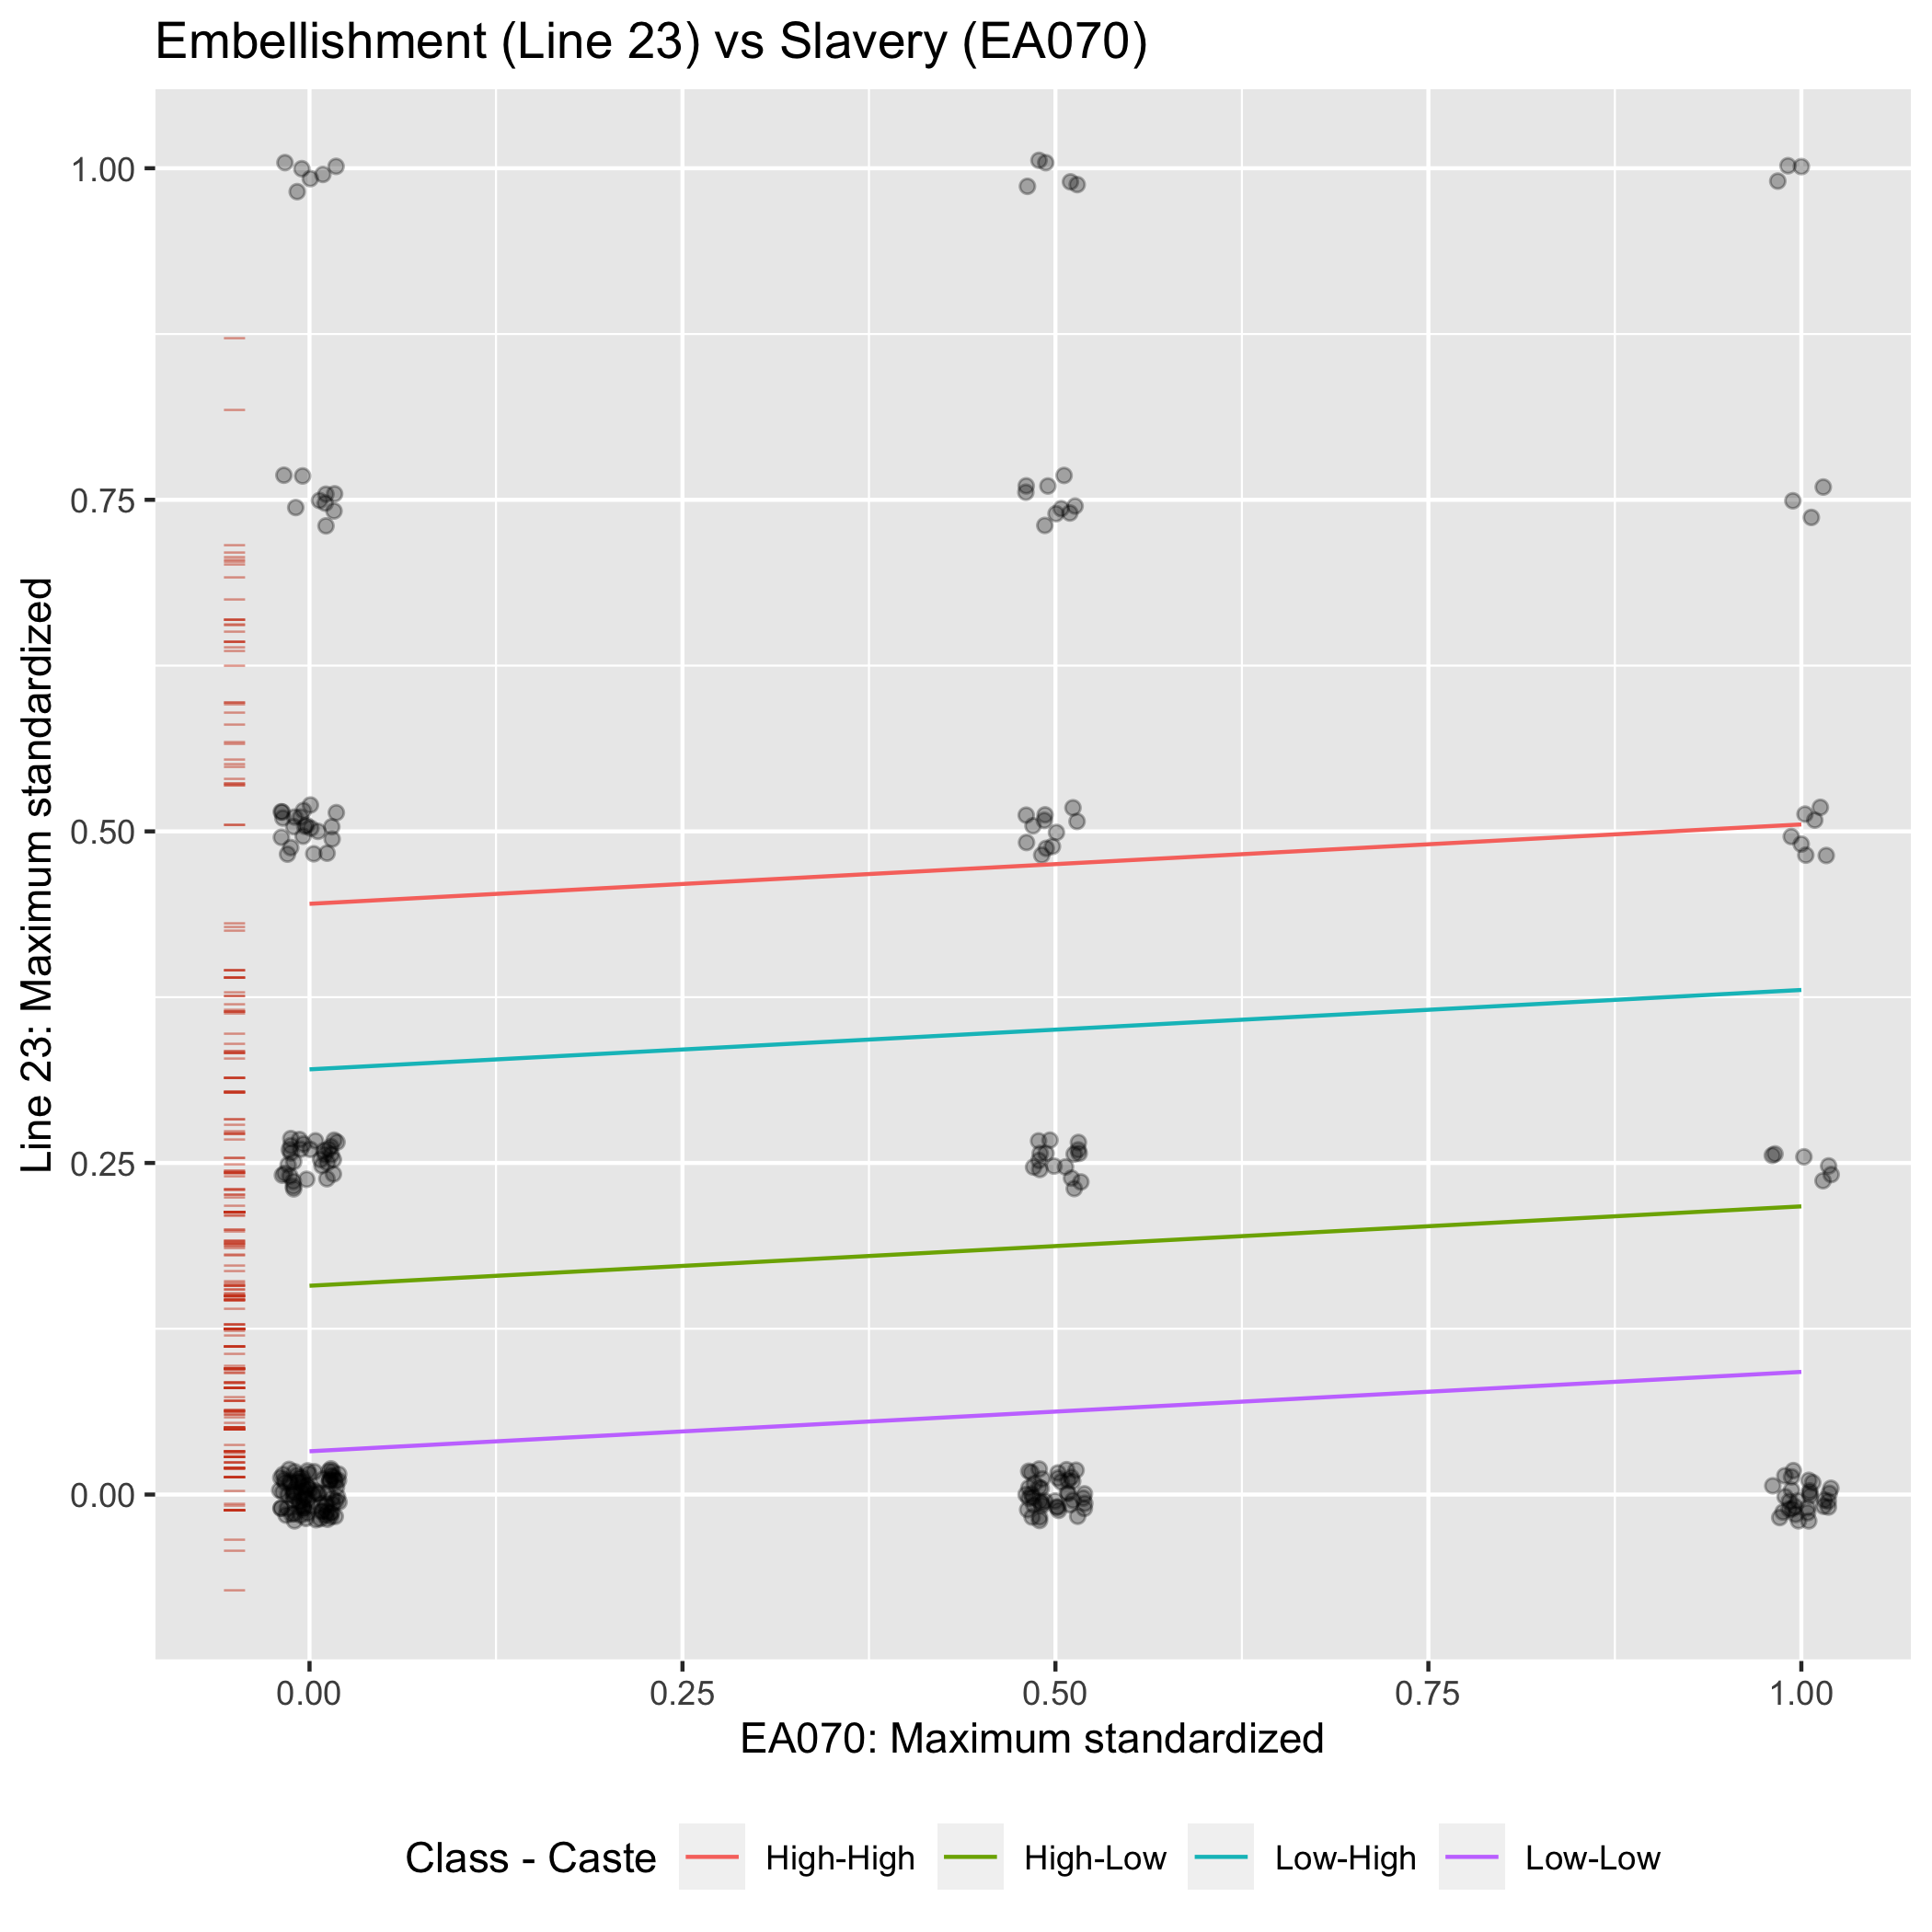 Embellishment (Line 23) vs Slavery (EA070)
Line 23: Maximum standardized
1.00
0.75
0.50
0.25
0.00
0.00 0.25 0.50 0.75 1.00
EA070: Maximum standardized
Class - Caste High-High High-Low Low-High Low-Low